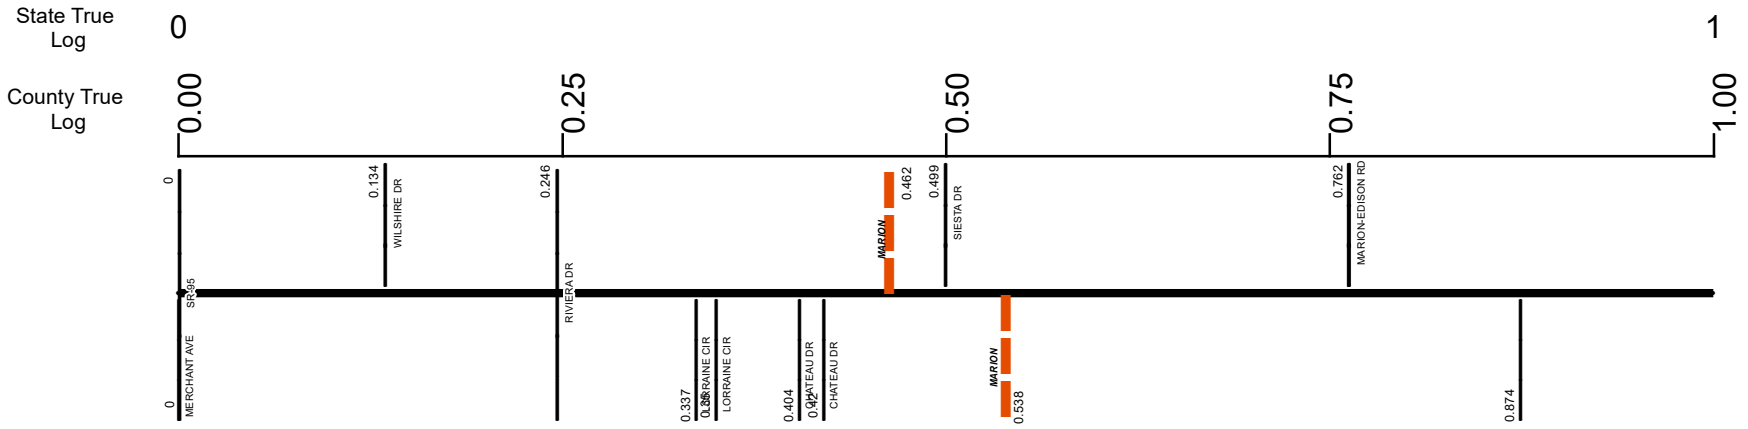 State True
Log
0
1
County True
Log
0.00
0.25
0.50
0.75
1.00
0
0.134
WILSHIRE DR
0.246
0.462
MARION
0.499
SIESTA DR
0.762
MARION-EDISON RD
SR-95
RIVIERA DR
0
MERCHANT AVE
0.337
LORRAINE CIR
LORRAINE CIR
0.404
CHATEAU DR
0.42
CHATEAU DR
MARION
0.538
0.874